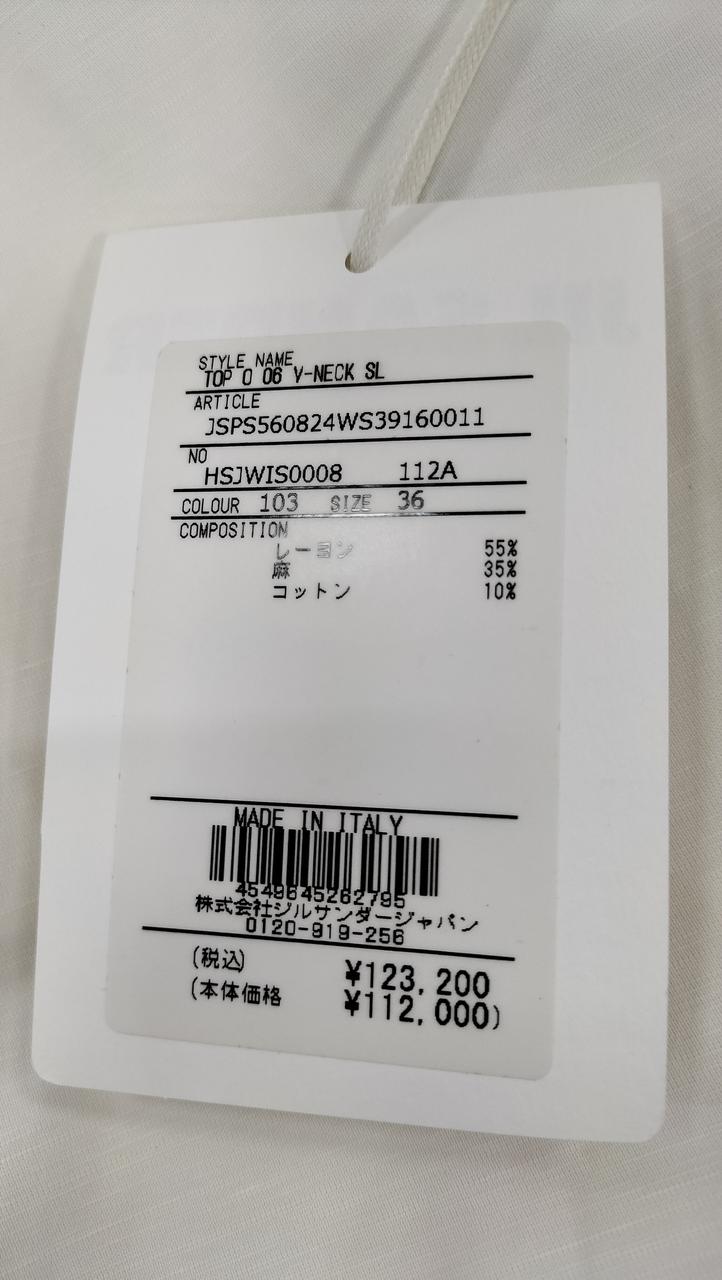 STYLE NAME
TOP O 06 V-NECK SL
ARTICLE
JSPS560824WS39160011
NO
HSJWIS0008 112A
COLOUR 103 SIZE 36
COMPOSITION
レーヨン 55%
麻 35%
コットン 10%
MADE IN ITALY
4549645262795
株式会社ジルサンダージャパン
0120-919-256
(税込) ¥123,200
(本体価格 ¥112,000)